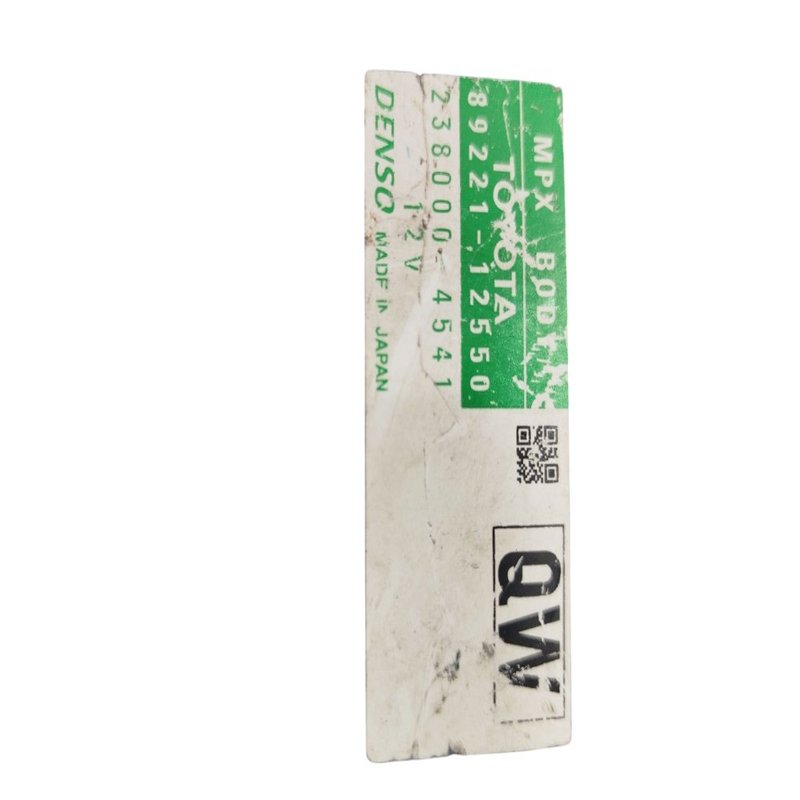 MPX BODY
TOYOTA
89221-12550
238000-4541
12V
DENSO MADE IN JAPAN
QW